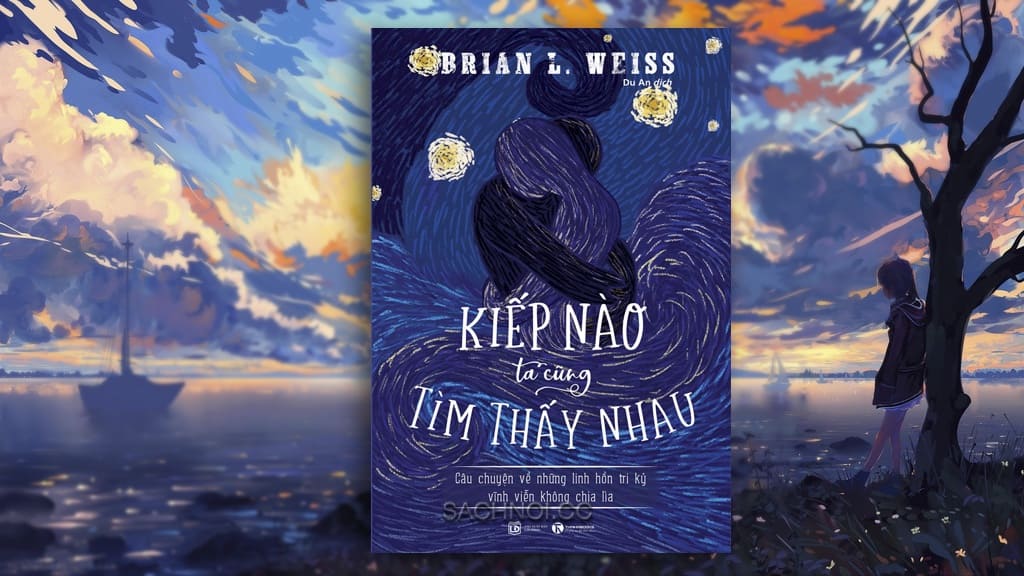 BRIAN L. WEISS
Du An dịch
KIẾP NÀO
ta cũng
TÌM THẤY NHAU
Câu chuyện về những linh hồn tri kỷ
vĩnh viễn không chia lìa
SACHNOI.CC